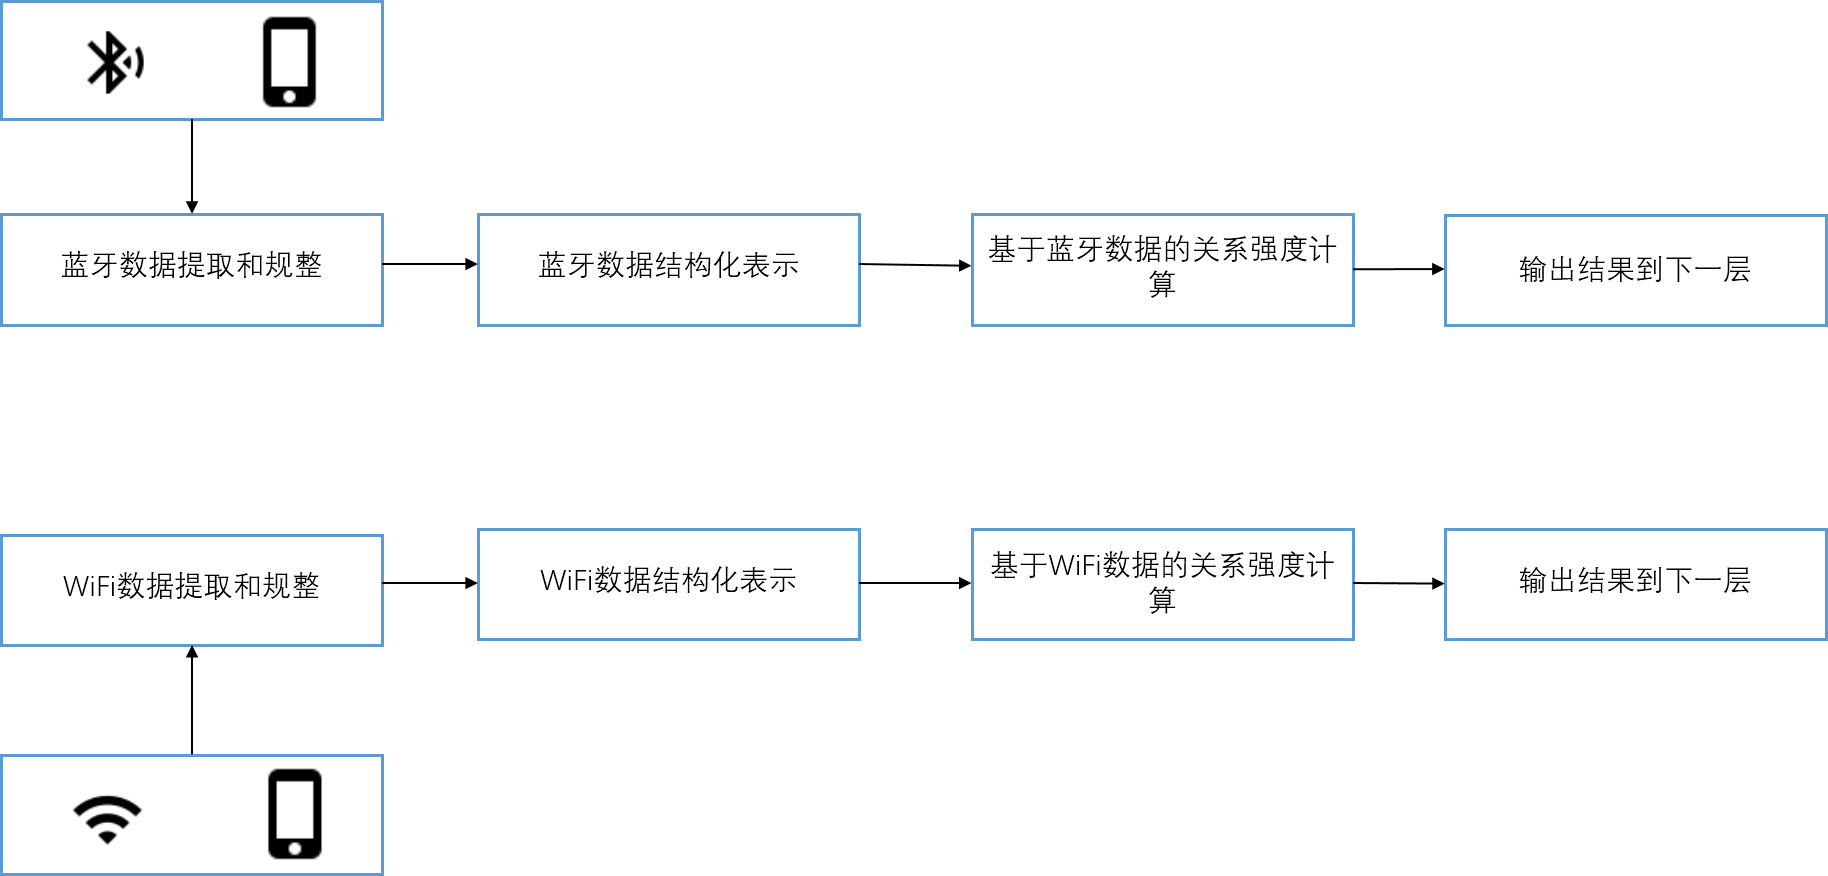 蓝牙数据提取和规整
蓝牙数据结构化表示
基于蓝牙数据的关系强度计
算
输出结果到下一层
WiFi数据提取和规整
WiFi数据结构化表示
基于WiFi数据的关系强度计
算
输出结果到下一层